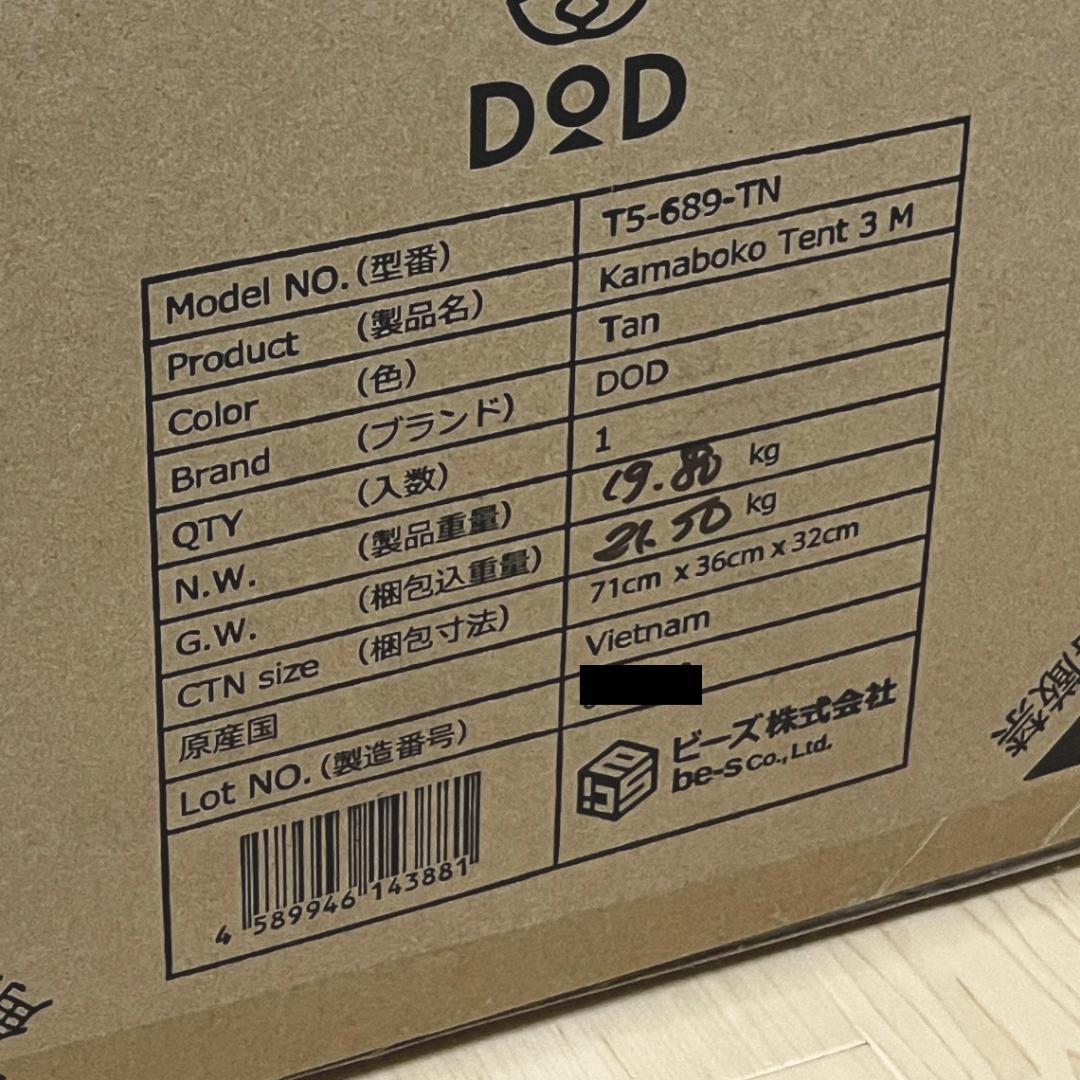 DOD
Model NO. (型番) T5-689-TN
Product (製品名) Kamaboko Tent 3 M
Color (色) Tan
Brand (ブランド) DOD
QTY (入数) 1
N.W. (製品重量) 19.80 kg
G.W. (梱包込重量) 21.50 kg
CTN size (梱包寸法) 71cm x 36cm x 32cm
原産国 Vietnam
Lot NO. (製造番号)
ビーズ株式会社
be-s Co., Ltd.
4 589946 143881